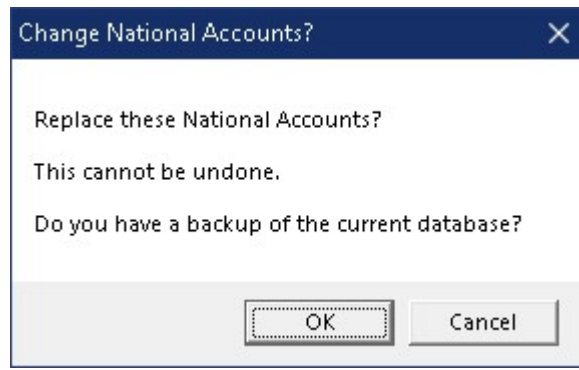 Change National Accounts?
Replace these National Accounts?
This cannot be undone.
Do you have a backup of the current database?
OK
Cancel